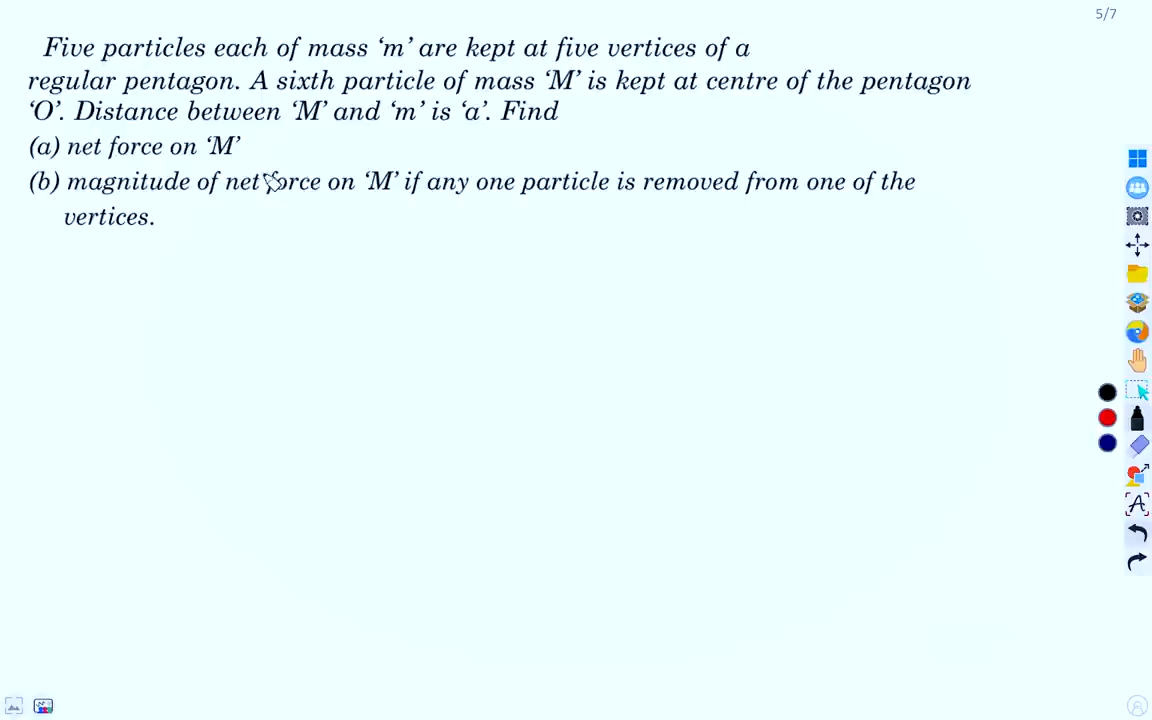 5/7
Five particles each of mass ‘m’ are kept at five vertices of a
regular pentagon. A sixth particle of mass ‘M’ is kept at centre of the pentagon
‘O’. Distance between ‘M’ and ‘m’ is ‘a’. Find
(a) net force on ‘M’
(b) magnitude of net force on ‘M’ if any one particle is removed from one of the
vertices.